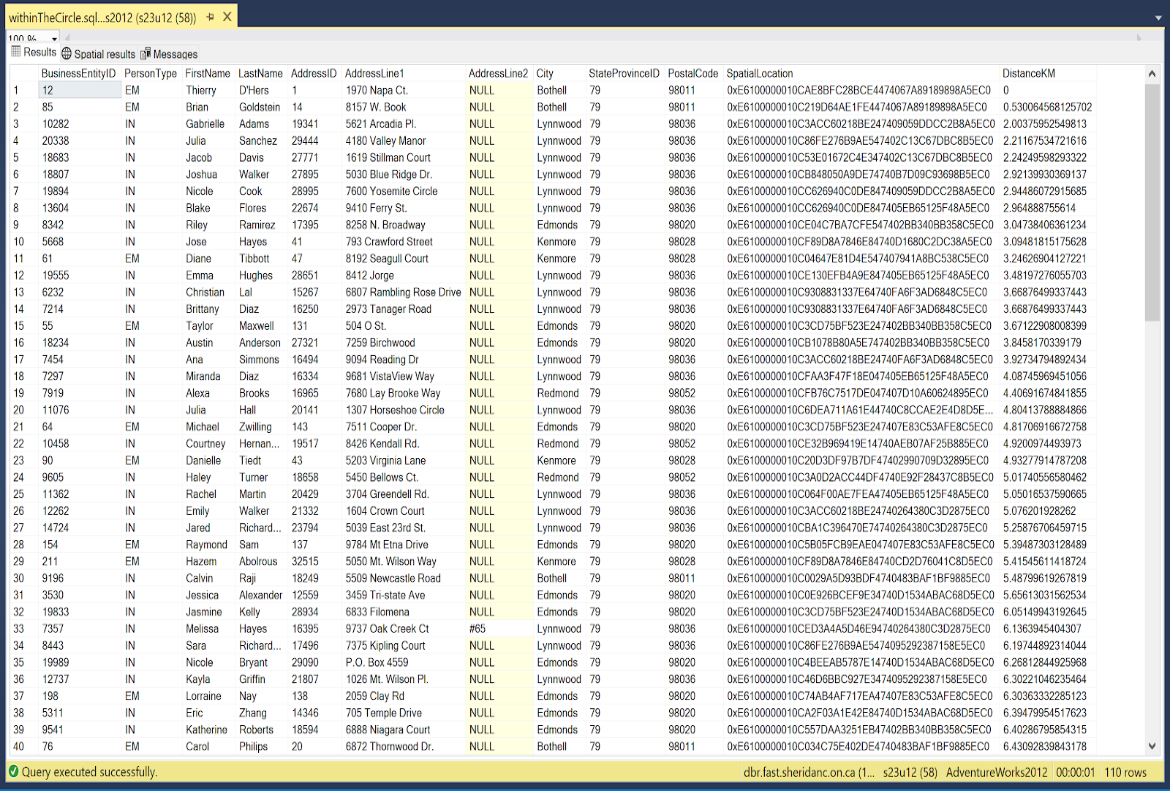 withinTheCircle.sql...s2012 (s23u12 (58))
100 %
Results Spatial results Messages
BusinessEntityID PersonType FirstName LastName AddressID AddressLine1 AddressLine2 City StateProvinceID PostalCode SpatialLocation DistanceKM
1 12 EM Thierry D'Hers 1 1970 Napa Ct. NULL Bothell 79 98011 0xE6100000010CAE8BFC28BCE4474067A89189898A5EC0 0
2 85 EM Brian Goldstein 14 8157 W. Book NULL Bothell 79 98011 0xE6100000010C219D64AE1FE4474067A89189898A5EC0 0.530064568125702
3 10282 IN Gabrielle Adams 19341 5621 Arcadia Pl. NULL Lynnwood 79 98036 0xE6100000010C3ACC60218BE247409059DDCC2B8A5EC0 2.00375952549813
4 20338 IN Julia Sanchez 29444 4180 Valley Manor NULL Lynnwood 79 98036 0xE6100000010C86FE276B9AE547402C13C67DBC8B5EC0 2.21167534721616
5 18683 IN Jacob Davis 27771 1619 Stillman Court NULL Lynnwood 79 98036 0xE6100000010C53E01672C4E347402C13C67DBC8B5EC0 2.24249598293322
6 18807 IN Joshua Walker 27895 5030 Blue Ridge Dr. NULL Lynnwood 79 98036 0xE6100000010CB848050A9DE74740B7D09C93698B5EC0 2.92139930369137
7 19894 IN Nicole Cook 28995 7600 Yosemite Circle NULL Lynnwood 79 98036 0xE6100000010CC626940C0DE847409059DDCC2B8A5EC0 2.94486072915685
8 13604 IN Blake Flores 22674 9410 Ferry St. NULL Lynnwood 79 98036 0xE6100000010CC626940C0DE847405EB65125F48A5EC0 2.964888755614
9 8342 IN Riley Ramirez 17395 8258 N. Broadway NULL Edmonds 79 98020 0xE6100000010CE04C7BA7CFE547402BB340BB358C5EC0 3.04738406361234
10 5668 IN Jose Hayes 41 793 Crawford Street NULL Kenmore 79 98028 0xE6100000010CF89D8A7846E84740D1680C2DC38A5EC0 3.09481815175628
11 61 EM Diane Tibbott 47 8192 Seagull Court NULL Kenmore 79 98028 0xE6100000010C04647E81D4E547407941A8BC538C5EC0 3.24626904127221
12 19555 IN Emma Hughes 28651 8412 Jorge NULL Lynnwood 79 98036 0xE6100000010CE130EFB4A9E847405EB65125F48A5EC0 3.48197276055703
13 6232 IN Christian Lal 15267 6807 Rambling Rose Drive NULL Lynnwood 79 98036 0xE6100000010C9308831337E64740FA6F3AD6848C5EC0 3.66876499337443
14 7214 IN Brittany Diaz 16250 2973 Tanager Road NULL Lynnwood 79 98036 0xE6100000010C9308831337E64740FA6F3AD6848C5EC0 3.66876499337443
15 55 EM Taylor Maxwell 131 504 O St. NULL Edmonds 79 98020 0xE6100000010C3CD75BF523E247402BB340BB358C5EC0 3.67122908008399
16 18234 IN Austin Anderson 27321 7259 Birchwood NULL Edmonds 79 98020 0xE6100000010CB1078B80A5E747402BB340BB358C5EC0 3.8458170339179
17 7454 IN Ana Simmons 16494 9094 Reading Dr NULL Lynnwood 79 98036 0xE6100000010C3ACC60218BE24740FA6F3AD6848C5EC0 3.92734794892434
18 7297 IN Miranda Diaz 16334 9681 VistaView Way NULL Lynnwood 79 98036 0xE6100000010CFAA3F47F18E047405EB65125F48A5EC0 4.08745969451056
19 7919 IN Alexa Brooks 16965 7680 Lay Brooke Way NULL Redmond 79 98052 0xE6100000010CFB76C7517DE047407D10A60624895EC0 4.40691674841855
20 11076 IN Julia Hall 20141 1307 Horseshoe Circle NULL Lynnwood 79 98036 0xE6100000010C6DEA711A61E44740C8CCAE2E4D8D5E... 4.80413788884866
21 64 EM Michael Zwilling 143 7511 Cooper Dr. NULL Edmonds 79 98020 0xE6100000010C3CD75BF523E247407E83C53AFE8C5EC0 4.81706916672758
22 10458 IN Courtney Hernan... 19517 8426 Kendall Rd. NULL Redmond 79 98052 0xE6100000010CE32B969419E14740AEB07AF25B885EC0 4.9200974493973
23 90 EM Danielle Tiedt 43 5203 Virginia Lane NULL Kenmore 79 98028 0xE6100000010C20D3DF97B7DF47402990709D32895EC0 4.93277914787208
24 9605 IN Haley Turner 18658 5450 Bellows Ct. NULL Redmond 79 98052 0xE6100000010C3A0D2ACC44DF4740E92F28437C8B5EC0 5.01740556580462
25 11362 IN Rachel Martin 20429 3704 Greendell Rd. NULL Lynnwood 79 98036 0xE6100000010C064F00AE7FEA47405EB65125F48A5EC0 5.05016537590665
26 12262 IN Emily Walker 21332 1604 Crown Court NULL Lynnwood 79 98036 0xE6100000010C3ACC60218BE24740264380C3D2875EC0 5.076201928262
27 14724 IN Jared Richard... 23794 5039 East 23rd St. NULL Lynnwood 79 98036 0xE6100000010CBA1C396470E74740264380C3D2875EC0 5.25876706459715
28 154 EM Raymond Sam 137 9784 Mt Etna Drive NULL Edmonds 79 98020 0xE6100000010C5B05FCB9EAE047407E83C53AFE8C5EC0 5.39487303128489
29 211 EM Hazem Abolrous 32515 5050 Mt. Wilson Way NULL Kenmore 79 98028 0xE6100000010CF89D8A7846E84740CD2D76041C8D5EC0 5.41545611418724
30 9196 IN Calvin Raji 18249 5509 Newcastle Road NULL Bothell 79 98011 0xE6100000010C0029A5D93BDF4740483BAF1BF9885EC0 5.48799619267819
31 3530 IN Jessica Alexander 12559 3459 Tri-state Ave NULL Edmonds 79 98020 0xE6100000010C0E926BCEF9E34740D1534ABAC68D5EC0 5.65613031562534
32 19833 IN Jasmine Kelly 28934 6833 Filomena NULL Edmonds 79 98020 0xE6100000010C3CD75BF523E24740D1534ABAC68D5EC0 6.05149943192645
33 7357 IN Melissa Hayes 16395 9737 Oak Creek Ct #65 Lynnwood 79 98036 0xE6100000010CED3A4A5D46E94740264380C3D2875EC0 6.1363945404307
34 8443 IN Sara Richard... 17496 7375 Kipling Court NULL Lynnwood 79 98036 0xE6100000010C86FE276B9AE5474095292387158E5EC0 6.19744892314044
35 19989 IN Nicole Bryant 29090 P.O. Box 4559 NULL Edmonds 79 98020 0xE6100000010C4BEEAB5787E14740D1534ABAC68D5EC0 6.26812844925968
36 12737 IN Kayla Griffin 21807 1026 Mt. Wilson Pl. NULL Lynnwood 79 98036 0xE6100000010C46D6BBC927E3474095292387158E5EC0 6.30221046235464
37 198 EM Lorraine Nay 138 2059 Clay Rd NULL Edmonds 79 98020 0xE6100000010C74AB4AF717EA47407E83C53AFE8C5EC0 6.30363332285123
38 5311 IN Eric Zhang 14346 705 Temple Drive NULL Edmonds 79 98020 0xE6100000010CA2F03A1E42E84740D1534ABAC68D5EC0 6.39479954517623
39 9541 IN Katherine Roberts 18594 6888 Niagara Court NULL Edmonds 79 98020 0xE6100000010C557DAA3251EB47402BB340BB358C5EC0 6.40286795854315
40 76 EM Carol Philips 20 6872 Thornwood Dr. NULL Bothell 79 98011 0xE6100000010C034C75E402DE4740483BAF1BF9885EC0 6.43092839843178
Query executed successfully. dbr.fast.sheridanc.on.ca (1... s23u12 (58) AdventureWorks2012 00:00:01 110 rows